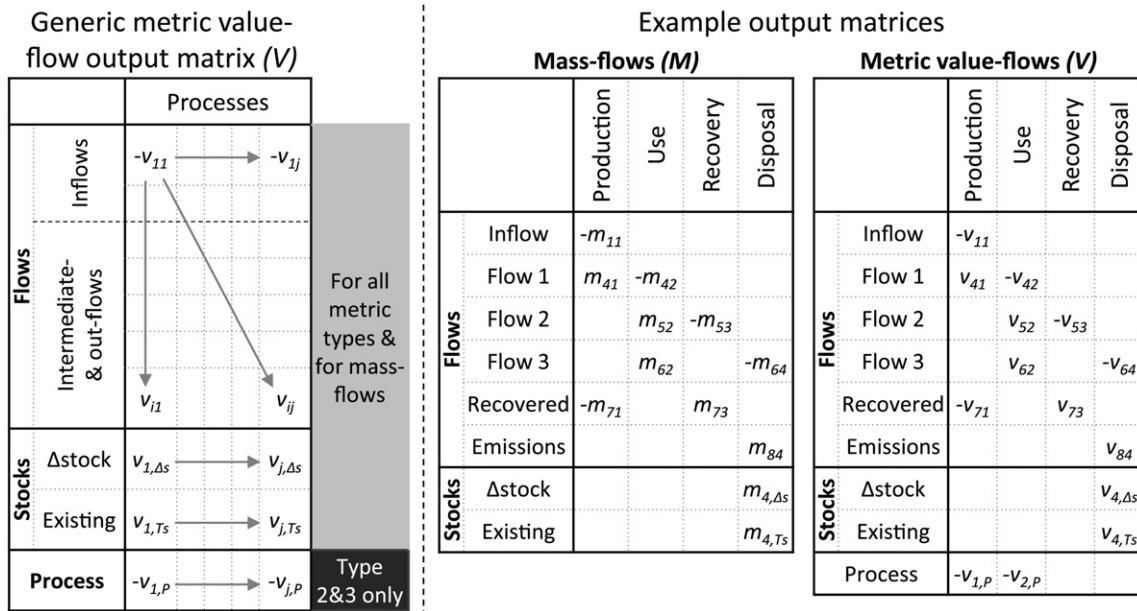 Generic metric value-
flow output matrix (V)
Processes
Flows
Inflows
-v11
-v1j
Intermediate-
& out-flows
vi1
vij
Stocks
Δstock
v1,Δs
vj,Δs
Existing
v1,Ts
vj,Ts
Process
-v1,P
-vj,P
For all
metric
types &
for mass-
flows
Type
2&3 only
Example output matrices
Mass-flows (M)
Production
Use
Recovery
Disposal
Flows
Inflow -m11
Flow 1 m41 -m42
Flow 2 m52 -m53
Flow 3 m62 -m64
Recovered -m71 m73
Emissions m84
Stocks
Δstock m4,Δs
Existing m4,Ts
Metric value-flows (V)
Production
Use
Recovery
Disposal
Flows
Inflow -v11
Flow 1 v41 -v42
Flow 2 v52 -v53
Flow 3 v62 -v64
Recovered -v71 v73
Emissions v84
Stocks
Δstock v4,Δs
Existing v4,Ts
Process -v1,P -v2,P